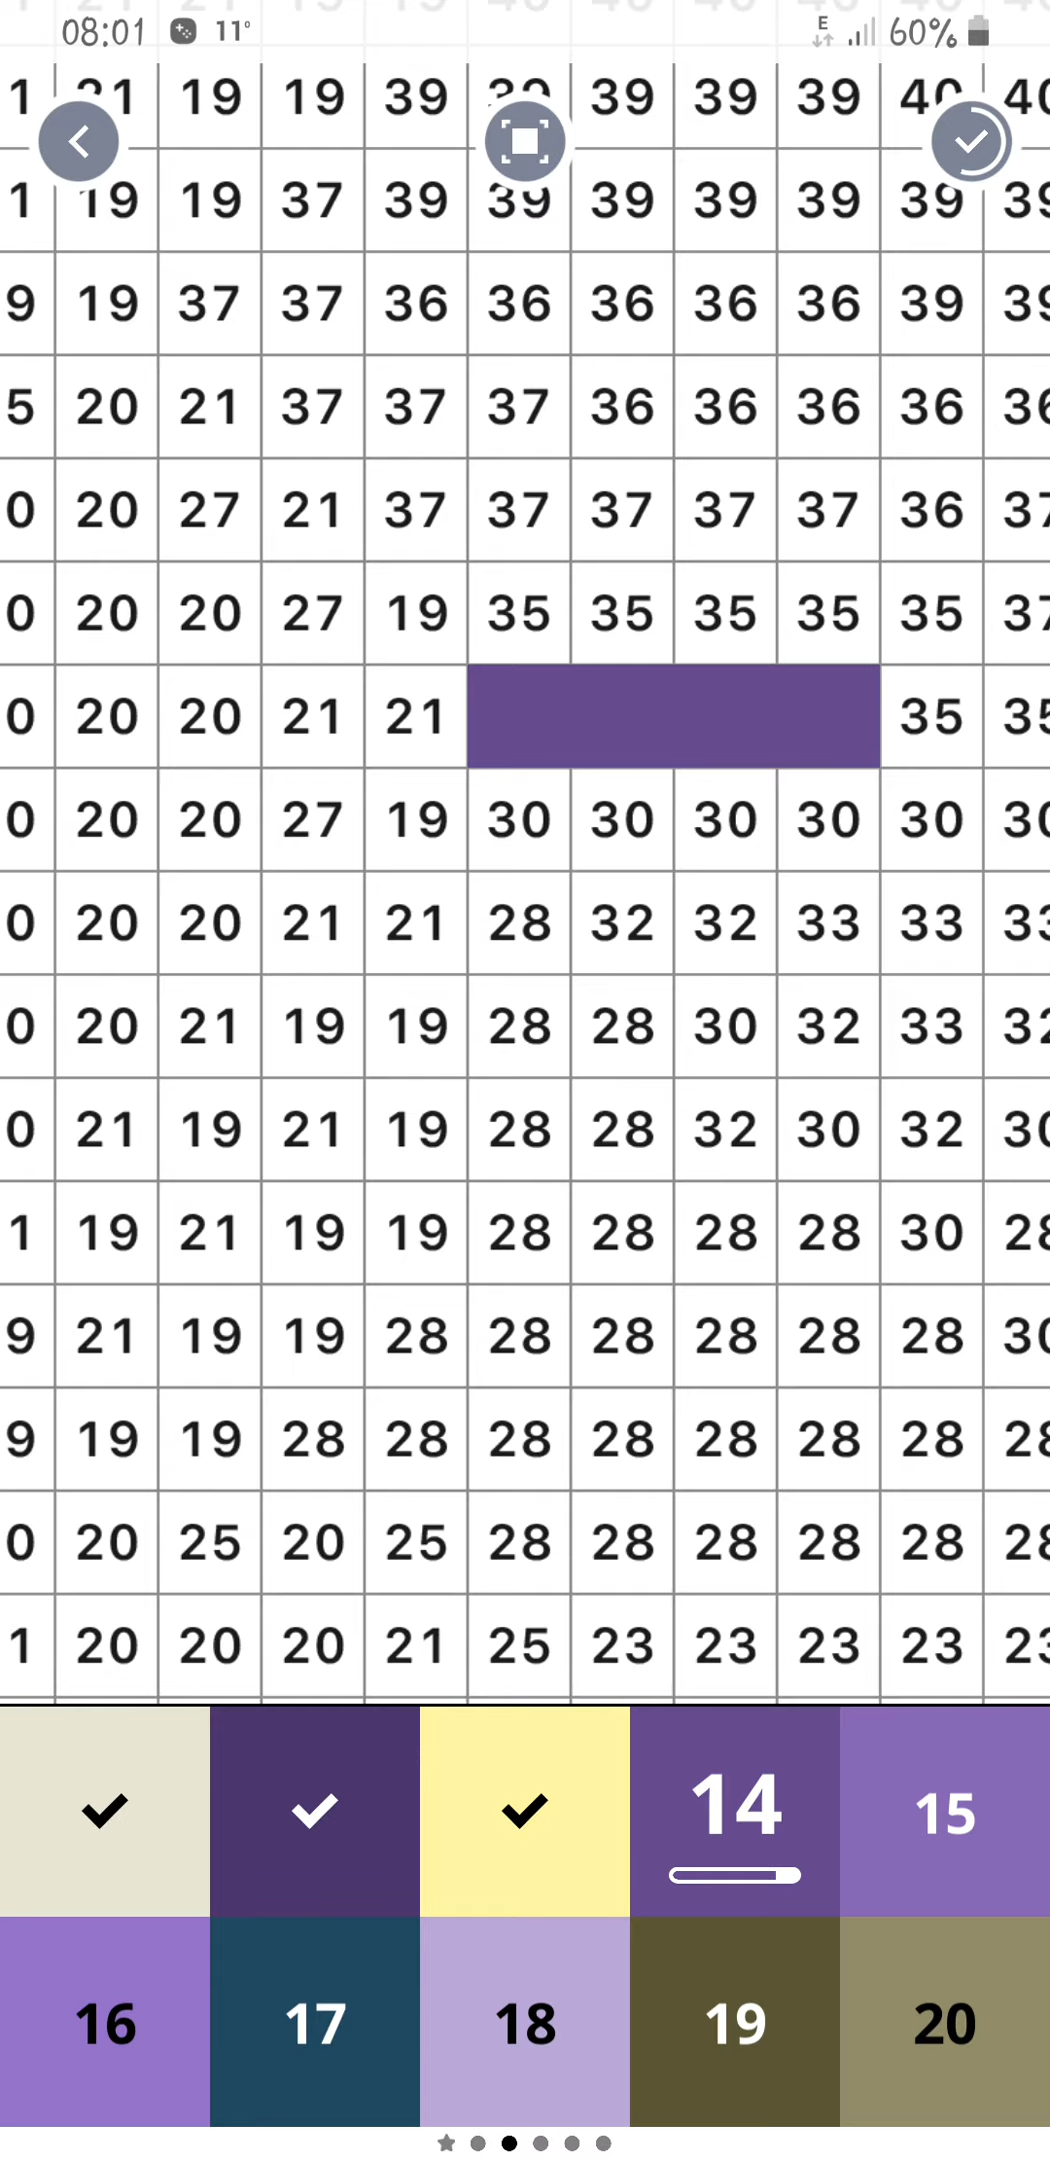 08:01 11° E 60%
1 21 19 19 39 39 39 39 39 40 40
1 19 19 37 39 39 39 39 39 39 39
9 19 37 37 36 36 36 36 36 39 39
5 20 21 37 37 37 36 36 36 36 36
0 20 27 21 37 37 37 37 37 36 37
0 20 20 27 19 35 35 35 35 35 37
0 20 20 21 21 35 35
0 20 20 27 19 30 30 30 30 30 30
0 20 20 21 21 28 32 32 33 33 33
0 20 21 19 19 28 28 30 32 33 32
0 21 19 21 19 28 28 32 30 32 30
1 19 21 19 19 28 28 28 28 30 28
9 21 19 19 28 28 28 28 28 28 30
9 19 19 28 28 28 28 28 28 28 28
0 20 25 20 25 28 28 28 28 28 28
1 20 20 20 21 25 23 23 23 23 23
14 15
16 17 18 19 20